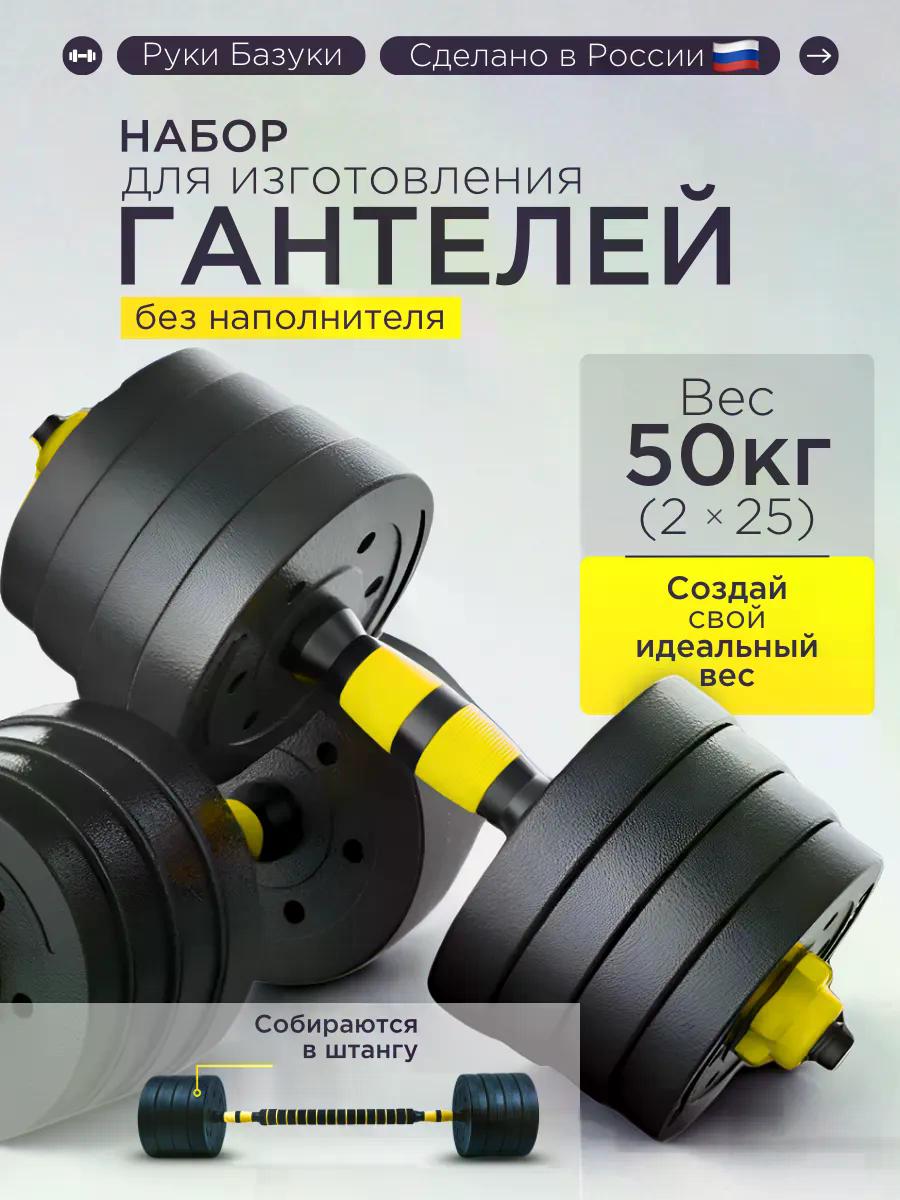 Руки Базуки
Сделано в России
НАБОР
для изготовления
ГАНТЕЛЕЙ
без наполнителя
Вес
50кг
(2 × 25)
Создай
свой
идеальный
вес
Собираются
в штангу